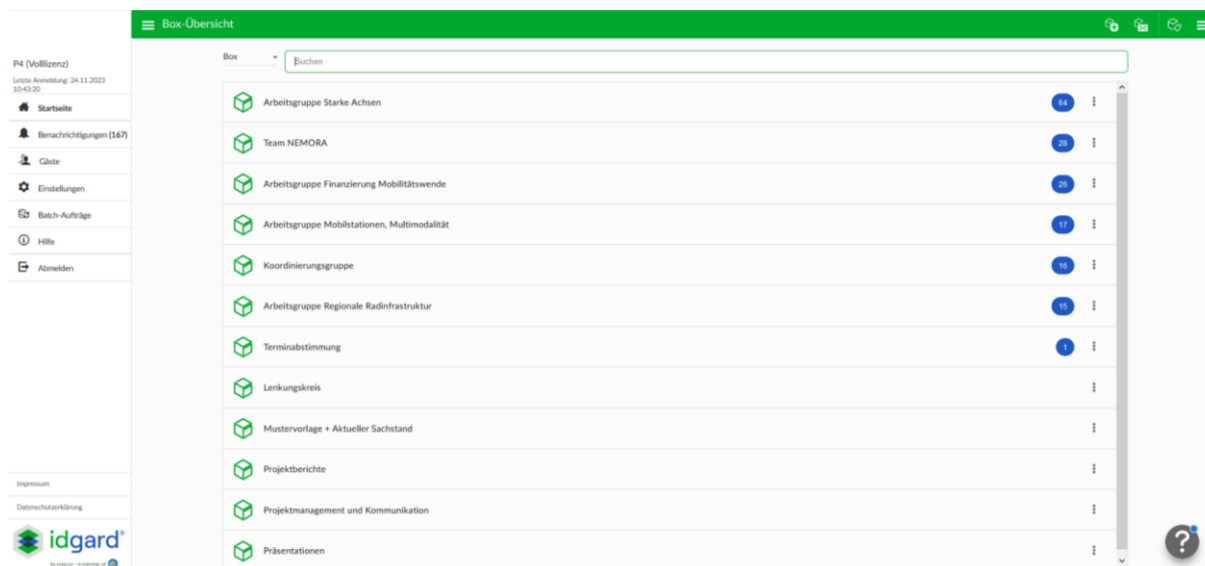 Box-Übersicht
P4 (Volllizenz)
Letzte Anmeldung: 24.11.2023
10:43:20
Startseite
Benachrichtigungen (167)
Gäste
Einstellungen
Batch-Aufträge
Hilfe
Abmelden
Impressum
Datenschutzerklärung
idgard®
Box
Suchen
Arbeitsgruppe Starke Achsen 64
Team NEMORA 28
Arbeitsgruppe Finanzierung Mobilitätswende 26
Arbeitsgruppe Mobilstationen, Multimodalität 17
Koordinierungsgruppe 16
Arbeitsgruppe Regionale Radinfrastruktur 15
Terminabstimmung 1
Lenkungskreis
Mustervorlage + Aktueller Sachstand
Projektberichte
Projektmanagement und Kommunikation
Präsentationen
?